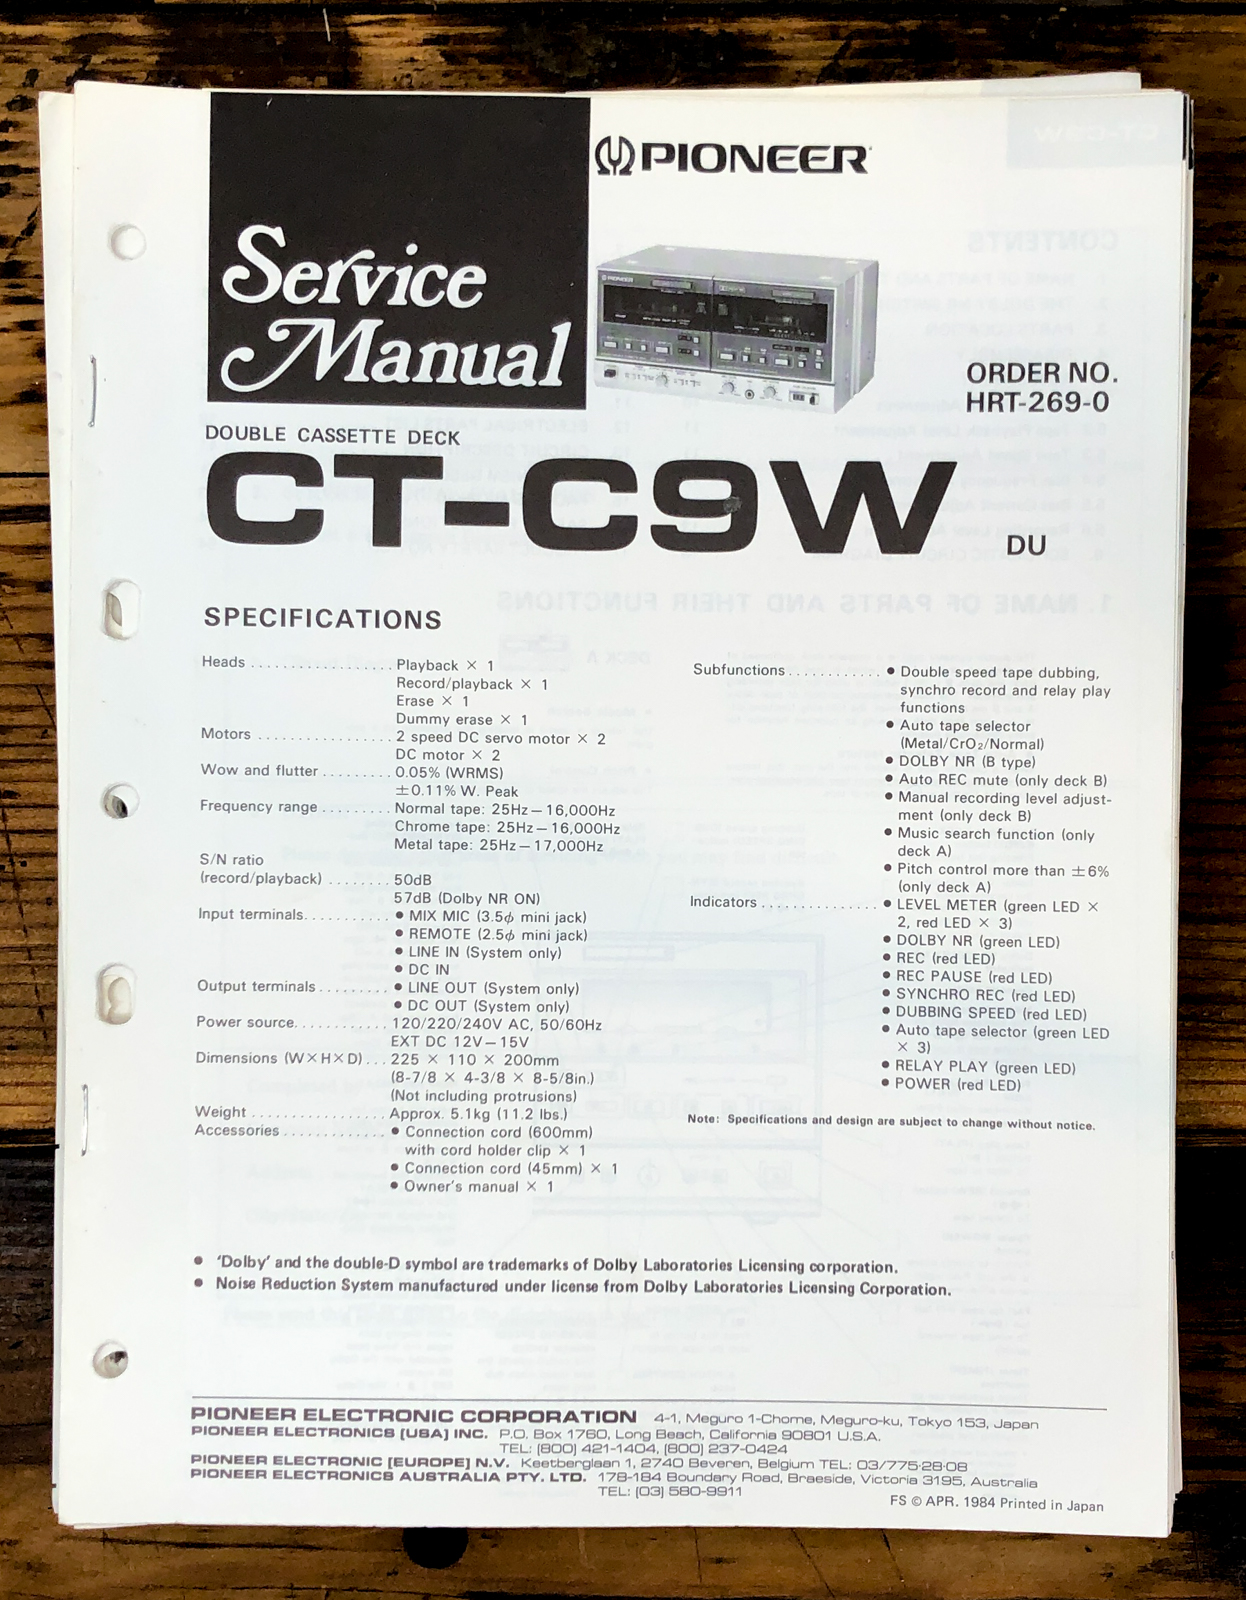 PIONEER
Service
Manual
ORDER NO.
HRT-269-0
DOUBLE CASSETTE DECK
CT-C9W
DU
SPECIFICATIONS
Heads . . . . . . . . . . . . . . . . . . Playback × 1
Record/playback × 1
Erase × 1
Dummy erase × 1
Motors . . . . . . . . . . . . . . . . . 2 speed DC servo motor × 2
DC motor × 2
Wow and flutter . . . . . . . . . 0.05% (WRMS)
±0.11% W. Peak
Frequency range . . . . . . . . . Normal tape: 25Hz—16,000Hz
Chrome tape: 25Hz—16,000Hz
Metal tape: 25Hz—17,000Hz
S/N ratio
(record/playback) . . . . . . . . 50dB
57dB (Dolby NR ON)
Input terminals. . . . . . . . . . . ● MIX MIC (3.5ϕ mini jack)
● REMOTE (2.5ϕ mini jack)
● LINE IN (System only)
● DC IN
Output terminals . . . . . . . . . ● LINE OUT (System only)
● DC OUT (System only)
Power source. . . . . . . . . . . . 120/220/240V AC, 50/60Hz
EXT DC 12V—15V
Dimensions (W×H×D) . . . 225 × 110 × 200mm
(8-7/8 × 4-3/8 × 8-5/8in.)
(Not including protrusions)
Weight . . . . . . . . . . . . . . . . . Approx. 5.1kg (11.2 lbs.)
Accessories . . . . . . . . . . . . . ● Connection cord (600mm)
with cord holder clip × 1
● Connection cord (45mm) × 1
● Owner's manual × 1
Subfunctions . . . . . . . . . . . . ● Double speed tape dubbing,
synchro record and relay play
functions
● Auto tape selector
(Metal/CrO₂/Normal)
● DOLBY NR (B type)
● Auto REC mute (only deck B)
● Manual recording level adjust-
ment (only deck B)
● Music search function (only
deck A)
● Pitch control more than ±6%
(only deck A)
Indicators . . . . . . . . . . . . . . . ● LEVEL METER (green LED ×
2, red LED × 3)
● DOLBY NR (green LED)
● REC (red LED)
● REC PAUSE (red LED)
● SYNCHRO REC (red LED)
● DUBBING SPEED (red LED)
● Auto tape selector (green LED
× 3)
● RELAY PLAY (green LED)
● POWER (red LED)
Note: Specifications and design are subject to change without notice.
● 'Dolby' and the double-D symbol are trademarks of Dolby Laboratories Licensing corporation.
● Noise Reduction System manufactured under license from Dolby Laboratories Licensing Corporation.
PIONEER ELECTRONIC CORPORATION 4-1, Meguro 1-Chome, Meguro-ku, Tokyo 153, Japan
PIONEER ELECTRONICS [USA] INC. P.O. Box 1760, Long Beach, California 90801 U.S.A.
TEL: (800) 421-1404, (800) 237-0424
PIONEER ELECTRONIC [EUROPE] N.V. Keetberglaan 1, 2740 Beveren, Belgium TEL: 03/775·28·08
PIONEER ELECTRONICS AUSTRALIA PTY. LTD. 178-184 Boundary Road, Braeside, Victoria 3195, Australia
TEL: (03) 580-9911
FS © APR. 1984 Printed in Japan